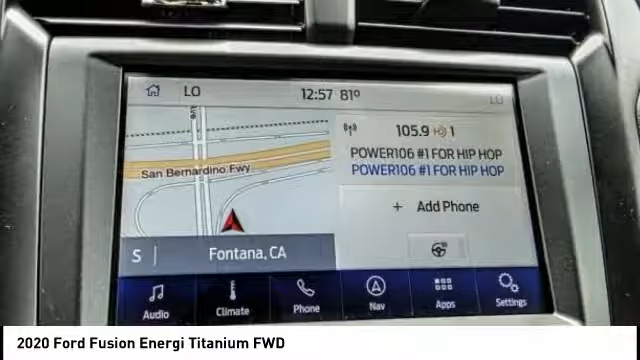 LO 12:57 81° LO
Ave
San Bernardino Fwy
105.9 HD 1
POWER106 #1 FOR HIP HOP
POWER106 #1 FOR HIP HOP
+ Add Phone
S | Fontana, CA
Audio Climate Phone Nav Apps Settings
2020 Ford Fusion Energi Titanium FWD